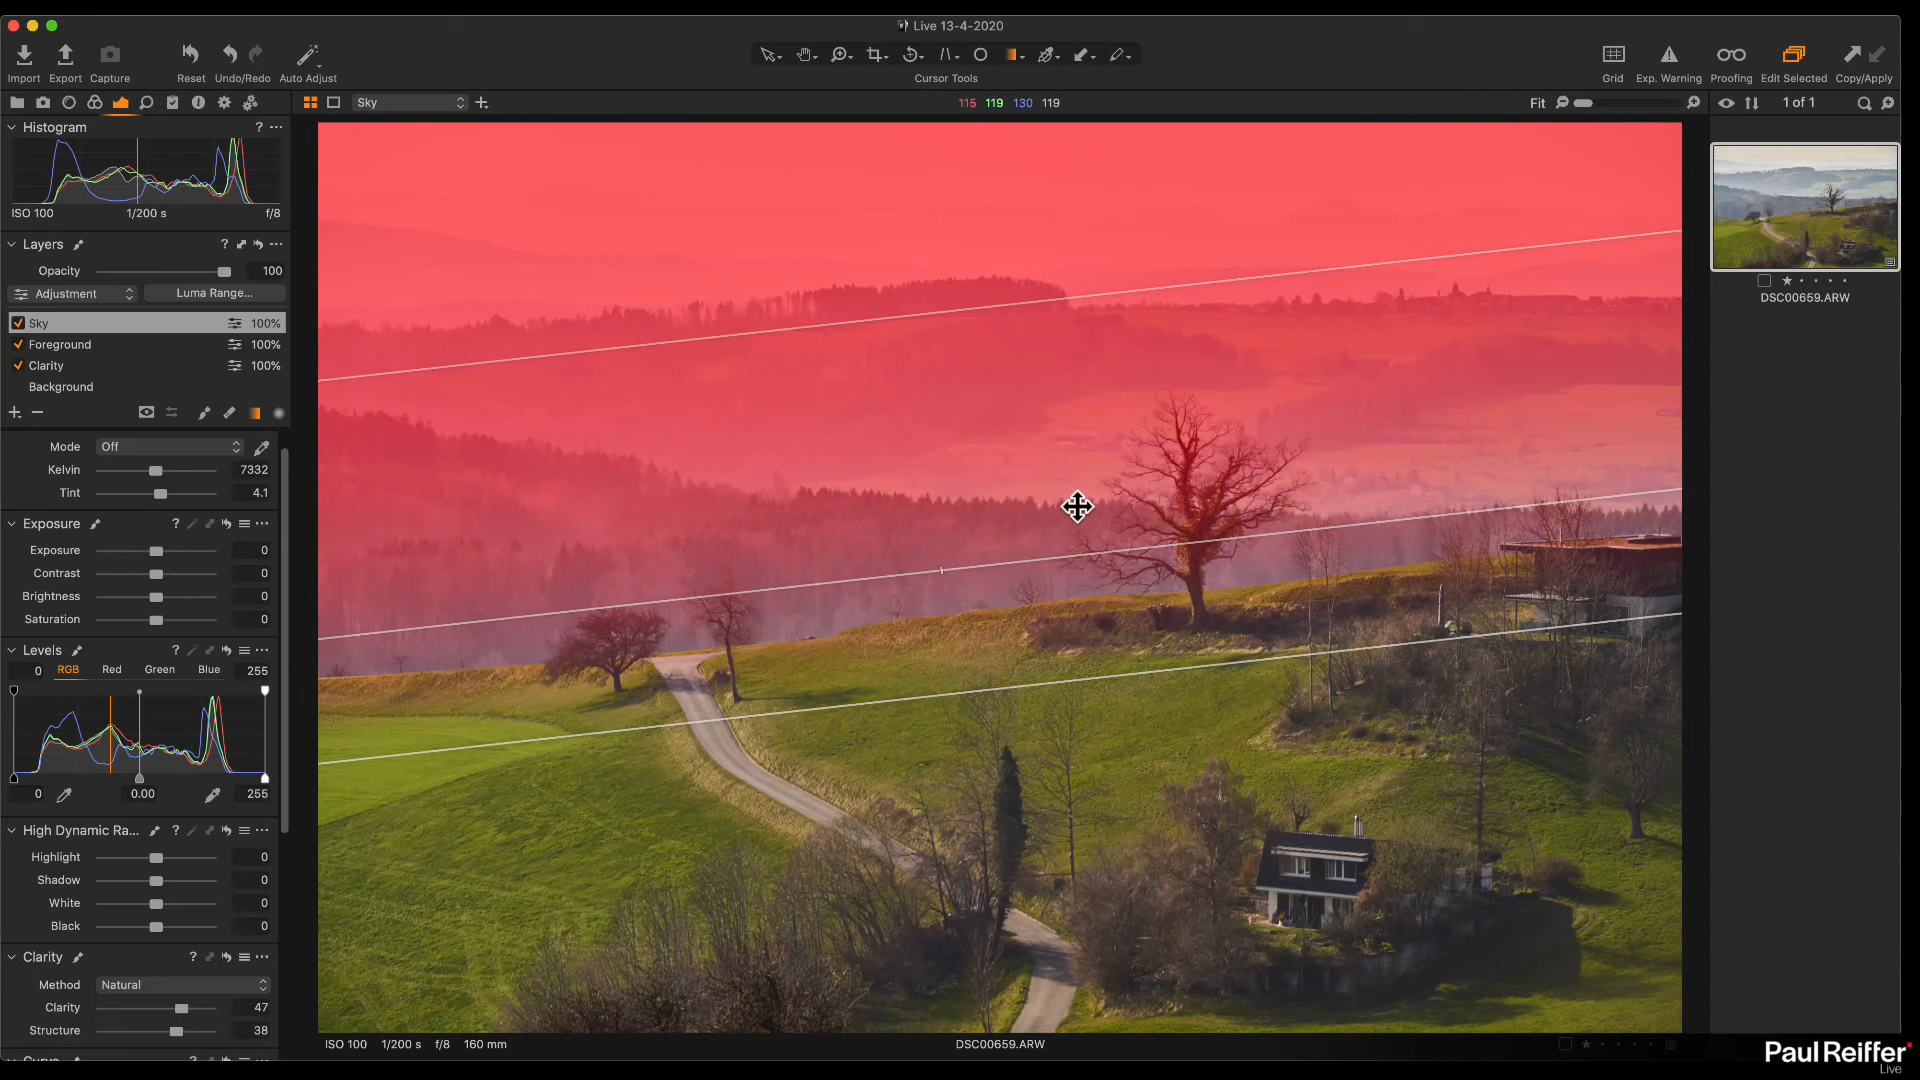 Live 13-4-2020
Import Export Capture Reset Undo/Redo Auto Adjust Cursor Tools Grid Exp. Warning Proofing Edit Selected Copy/Apply
Sky 115 119 130 119 Fit 1 of 1
Histogram ?
ISO 100 1/200 s f/8
Layers ?
Opacity 100
Adjustment Luma Range...
Sky 100%
Foreground 100%
Clarity 100%
Background
Mode Off
Kelvin 7332
Tint 4.1
Exposure ?
Exposure 0
Contrast 0
Brightness 0
Saturation 0
Levels ?
0 RGB Red Green Blue 255
0 0.00 255
High Dynamic Ra... ?
Highlight 0
Shadow 0
White 0
Black 0
Clarity ?
Method Natural
Clarity 47
Structure 38
DSC00659.ARW
ISO 100 1/200 s f/8 160 mm DSC00659.ARW
Paul Reiffer
Live